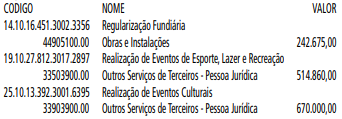 CODIGO NOME VALOR
14.10.16.451.3002.3356 Regularização Fundiária
44905100.00 Obras e Instalações 242.675,00
19.10.27.812.3017.2897 Realização de Eventos de Esporte, Lazer e Recreação
33503900.00 Outros Serviços de Terceiros - Pessoa Jurídica 514.860,00
25.10.13.392.3001.6395 Realização de Eventos Culturais
33903900.00 Outros Serviços de Terceiros - Pessoa Jurídica 670.000,00